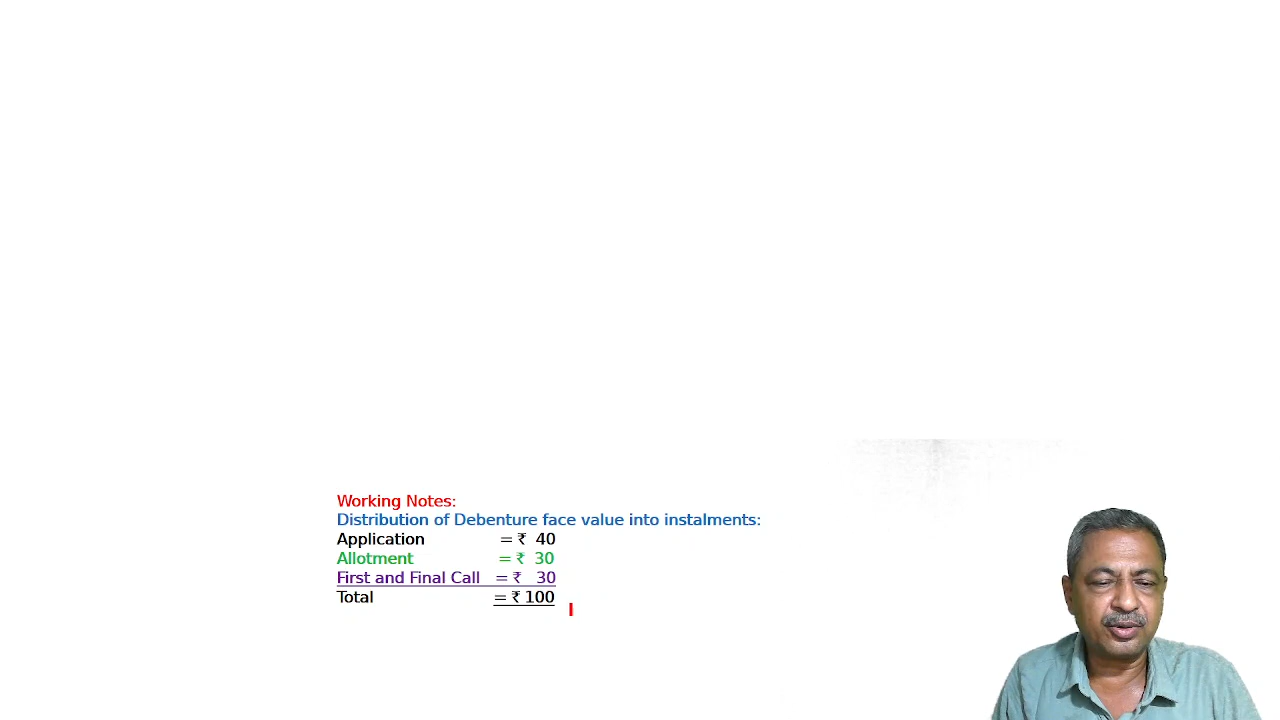 Working Notes:
Distribution of Debenture face value into instalments:
Application = ₹ 40
Allotment = ₹ 30
First and Final Call = ₹ 30
Total = ₹ 100